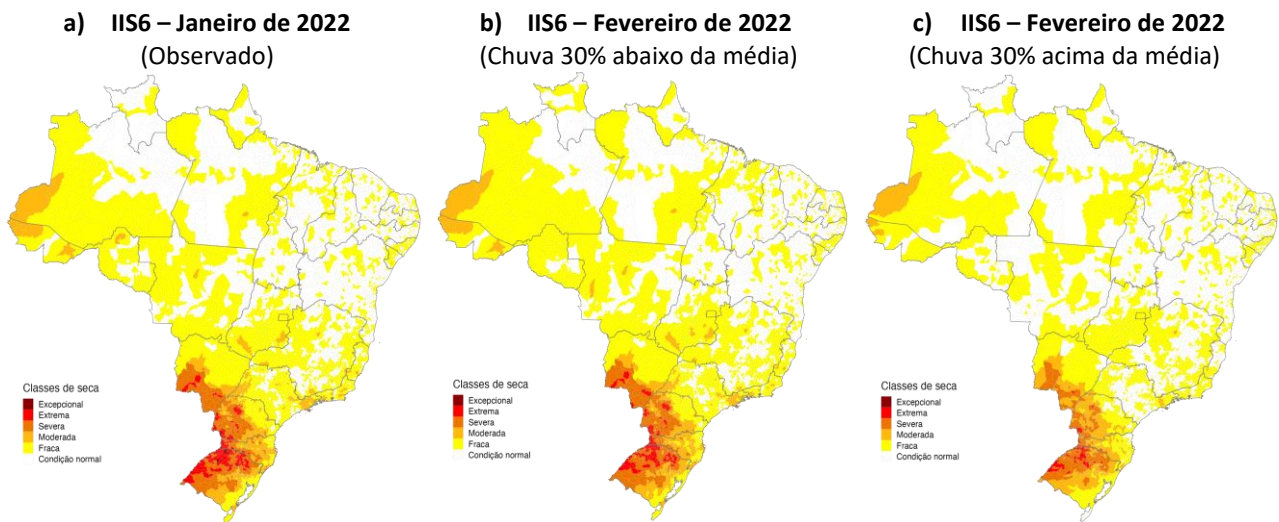 a) IIS6 – Janeiro de 2022
(Observado)
b) IIS6 – Fevereiro de 2022
(Chuva 30% abaixo da média)
c) IIS6 – Fevereiro de 2022
(Chuva 30% acima da média)
Classes de seca
Excepcional
Extrema
Severa
Moderada
Fraca
Condição normal
Classes de seca
Excepcional
Extrema
Severa
Moderada
Fraca
Condição normal
Classes de seca
Excepcional
Extrema
Severa
Moderada
Fraca
Condição normal